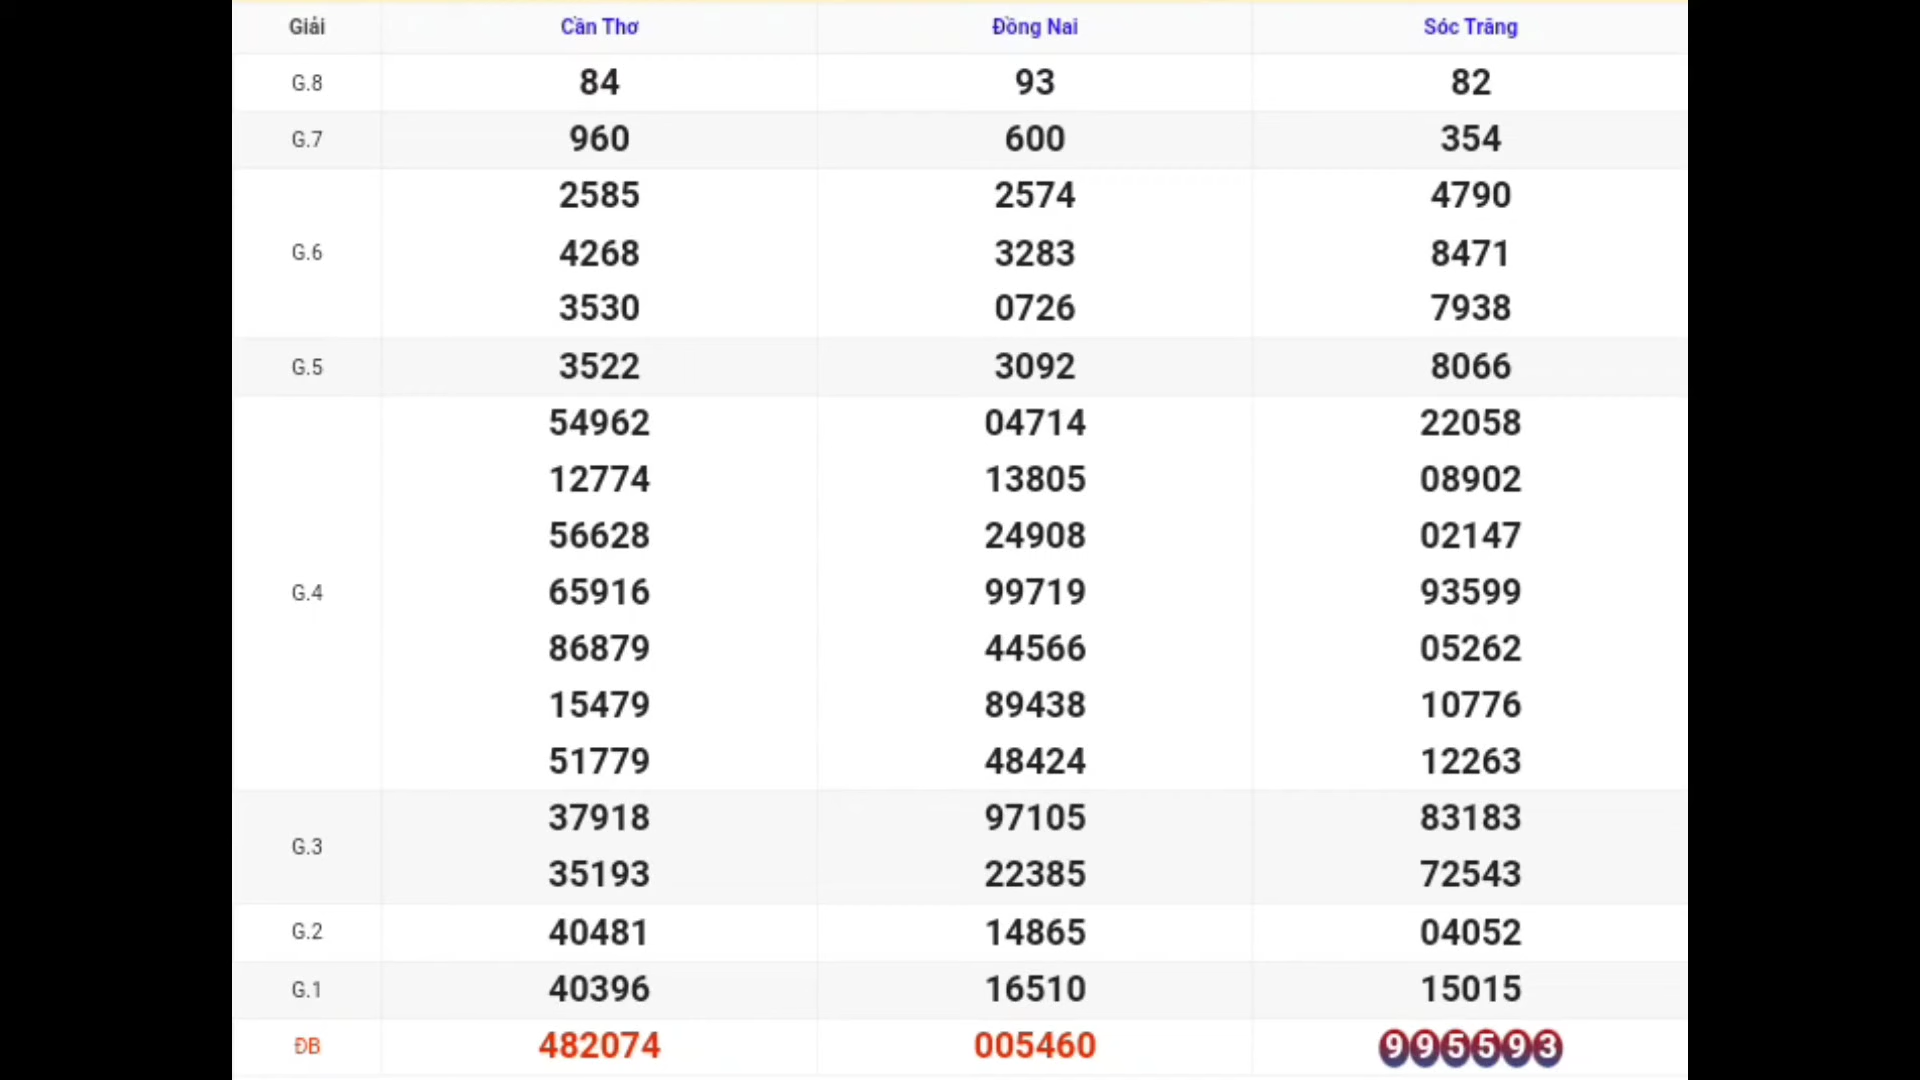 Giải Cần Thơ Đồng Nai Sóc Trăng
G.8 84 93 82
G.7 960 600 354
2585 2574 4790
G.6 4268 3283 8471
3530 0726 7938
G.5 3522 3092 8066
54962 04714 22058
12774 13805 08902
56628 24908 02147
G.4 65916 99719 93599
86879 44566 05262
15479 89438 10776
51779 48424 12263
37918 97105 83183
G.3
35193 22385 72543
G.2 40481 14865 04052
G.1 40396 16510 15015
ĐB 482074 005460 995593